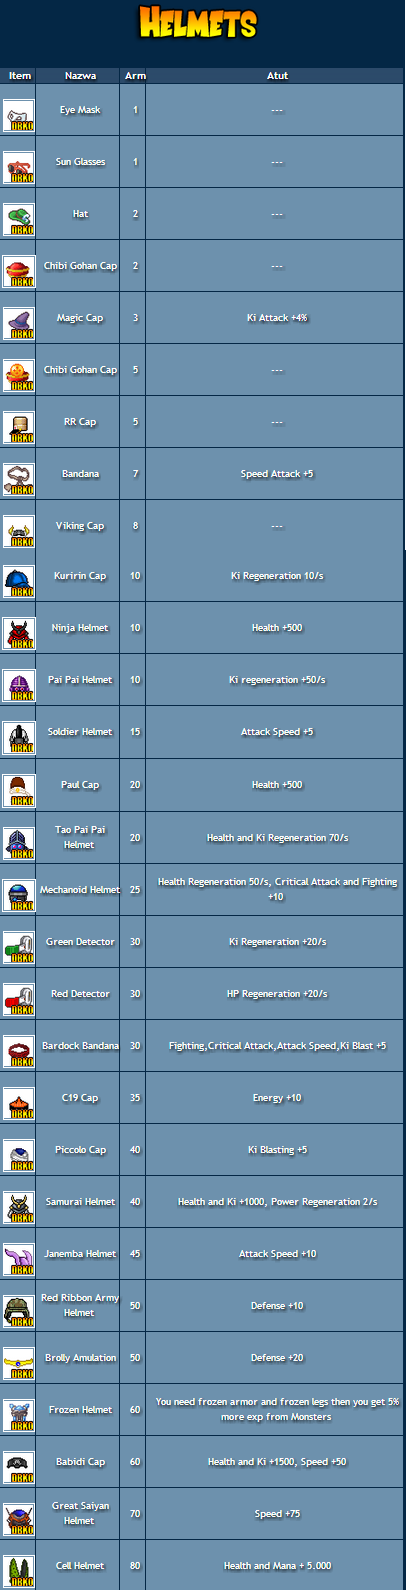 HELMETS
Item Nazwa Arm Atut
DBKO Eye Mask 1 ---
DBKO Sun Glasses 1 ---
DBKO Hat 2 ---
DBKO Chibi Gohan Cap 2 ---
DBKO Magic Cap 3 Ki Attack +4%
DBKO Chibi Gohan Cap 5 ---
DBKO RR Cap 5 ---
DBKO Bandana 7 Speed Attack +5
DBKO Viking Cap 8 ---
DBKO Kuririn Cap 10 Ki Regeneration 10/s
DBKO Ninja Helmet 10 Health +500
DBKO Pai Pai Helmet 10 Ki regeneration +50/s
DBKO Soldier Helmet 15 Attack Speed +5
DBKO Paul Cap 20 Health +500
DBKO Tao Pai Pai
Helmet 20 Health and Ki Regeneration 70/s
DBKO Mechanoid Helmet 25 Health Regeneration 50/s, Critical Attack and Fighting
+10
DBKO Green Detector 30 Ki Regeneration +20/s
DBKO Red Detector 30 HP Regeneration +20/s
DBKO Bardock Bandana 30 Fighting,Critical Attack,Attack Speed,Ki Blast +5
DBKO C19 Cap 35 Energy +10
DBKO Piccolo Cap 40 Ki Blasting +5
DBKO Samurai Helmet 40 Health and Ki +1000, Power Regeneration 2/s
DBKO Janemba Helmet 45 Attack Speed +10
DBKO Red Ribbon Army
Helmet 50 Defense +10
DBKO Brolly Amulation 50 Defense +20
DBKO Frozen Helmet 60 You need frozen armor and frozen legs then you get 5%
more exp from Monsters
DBKO Babidi Cap 60 Health and Ki +1500, Speed +50
DBKO Great Saiyan
Helmet 70 Speed +75
DBKO Cell Helmet 80 Health and Mana + 5.000